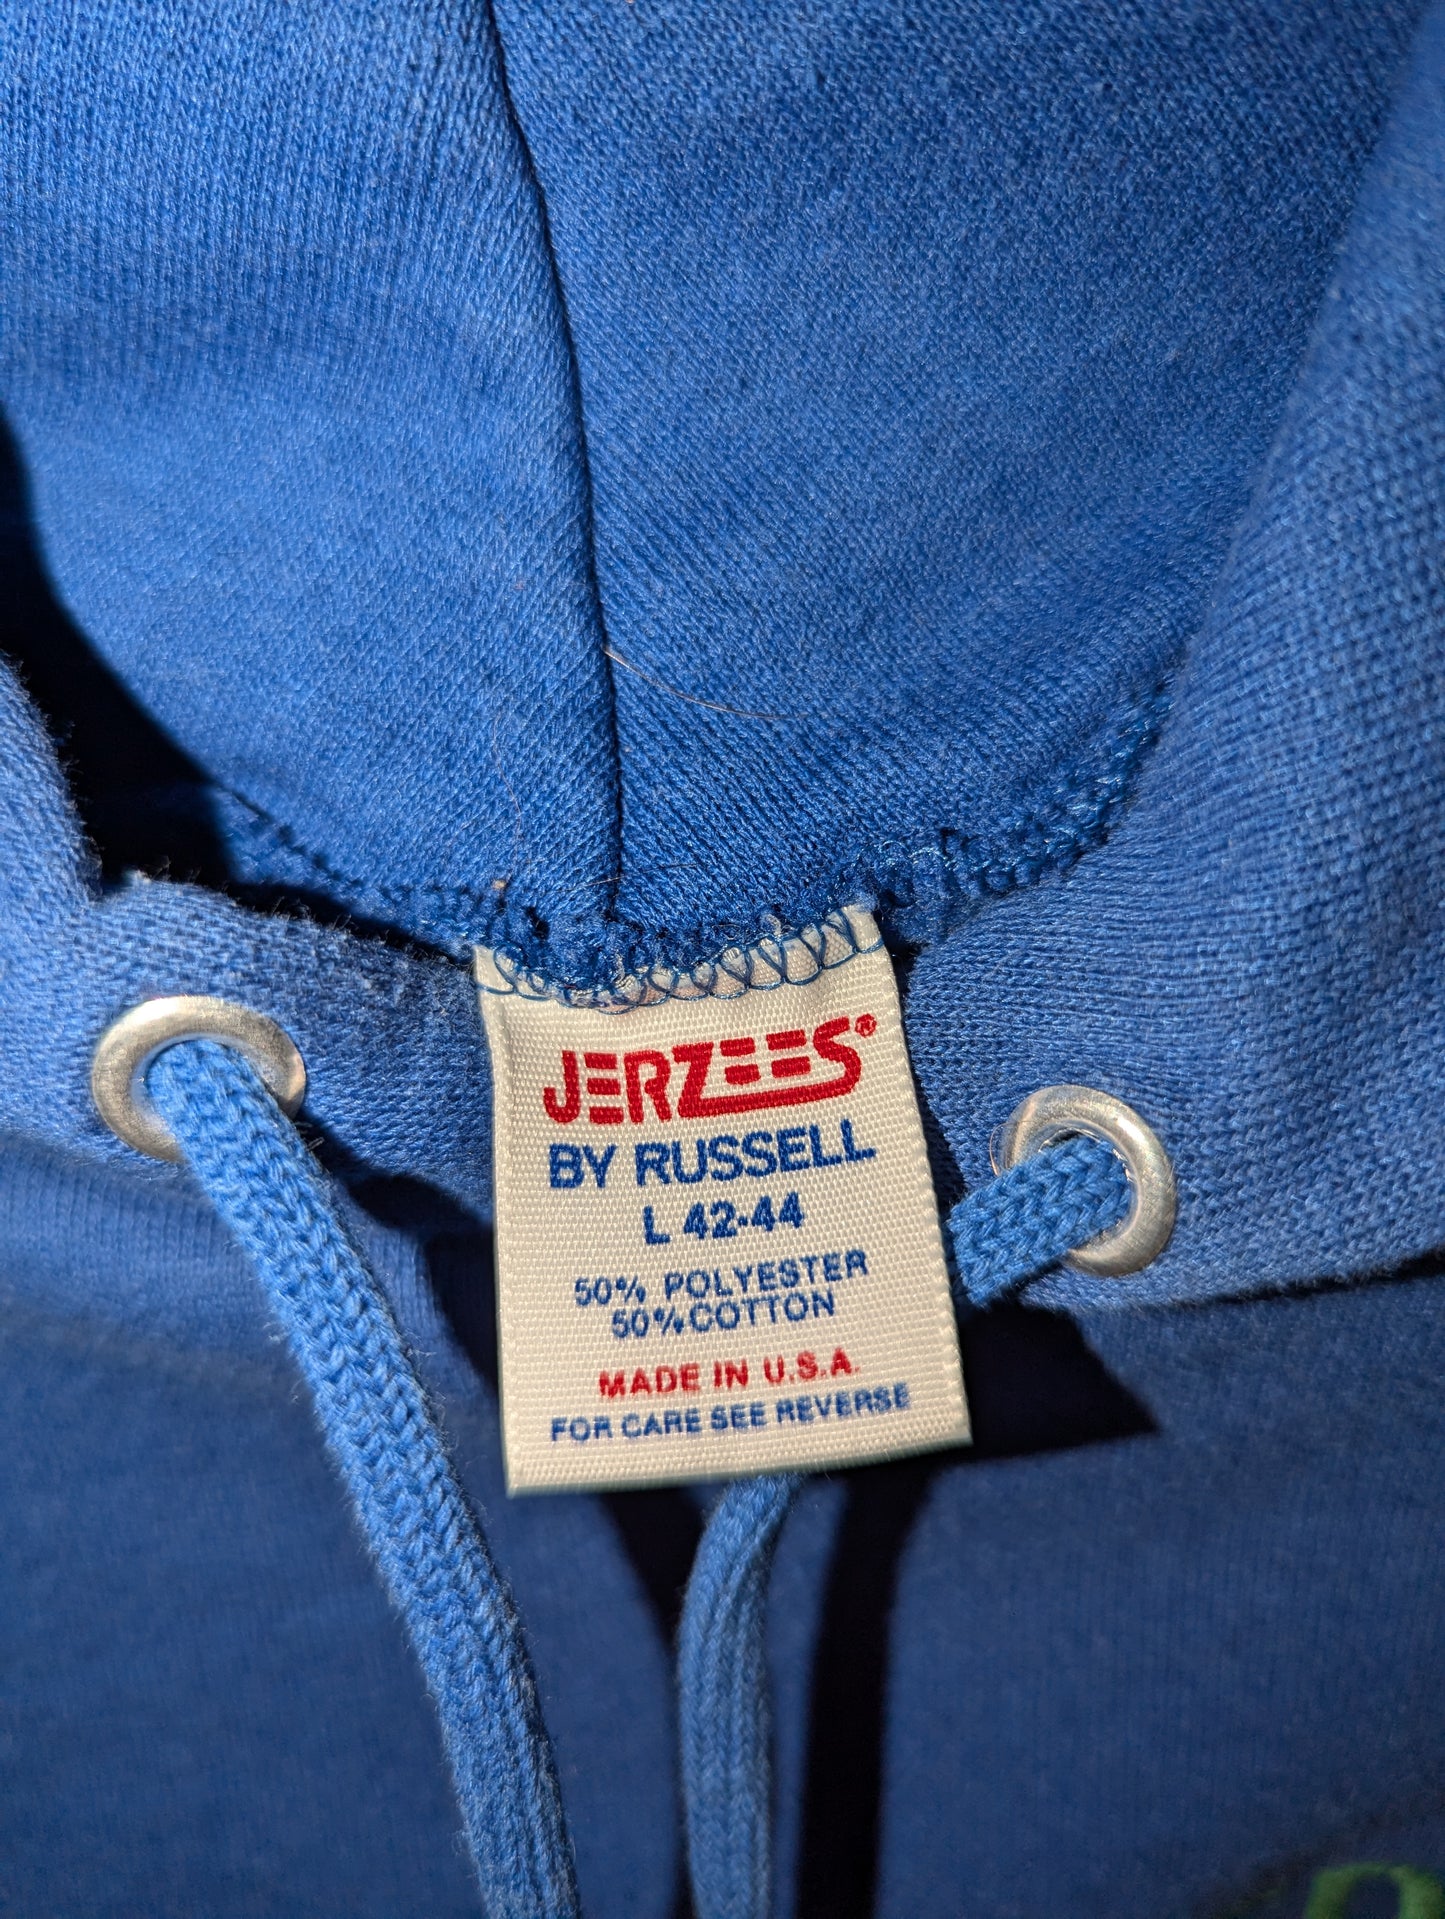 JERZEES®
BY RUSSELL
L 42-44
50% POLYESTER
50% COTTON
MADE IN U.S.A.
FOR CARE SEE REVERSE